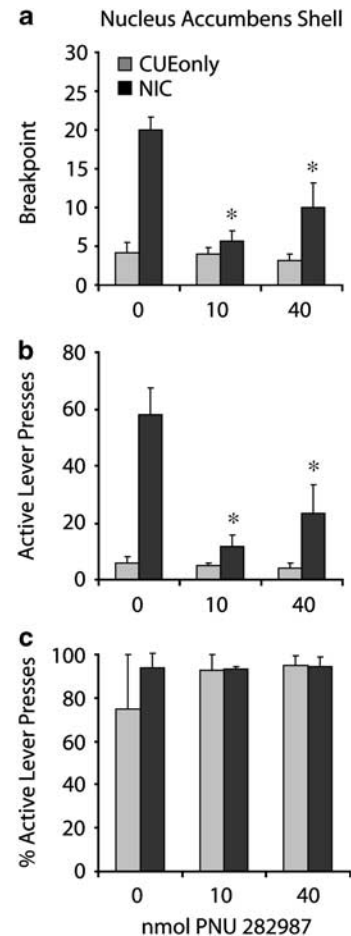 a Nucleus Accumbens Shell
CUEonly
NIC
Breakpoint
30
25
20
15
10
5
0
* *
0 10 40
b
Active Lever Presses
80
60
40
20
0
* *
0 10 40
c
% Active Lever Presses
100
80
60
40
20
0
0 10 40
nmol PNU 282987